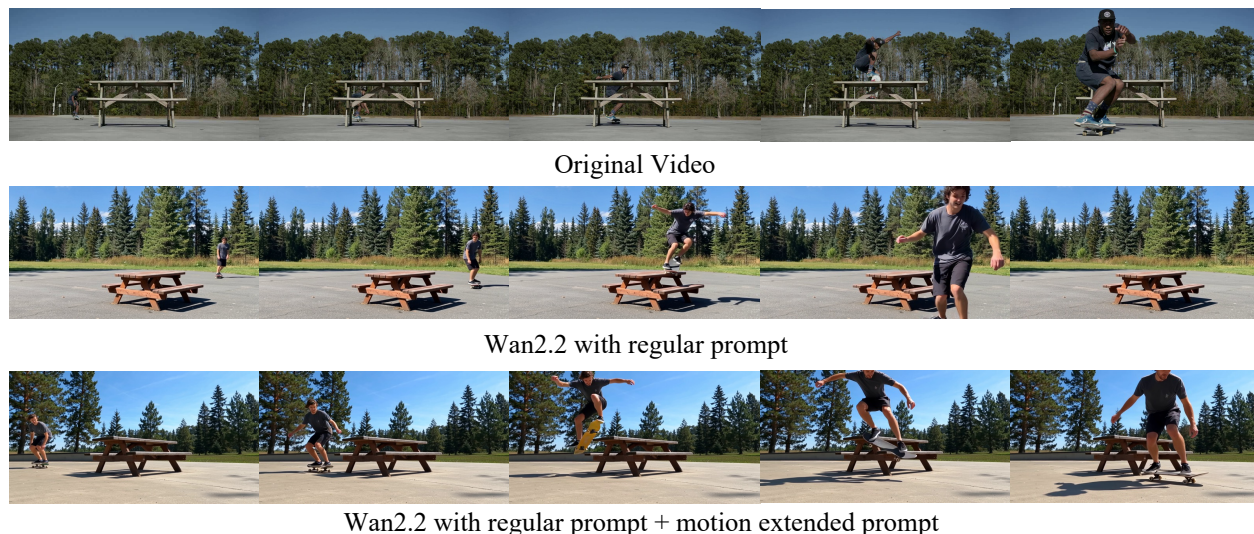 Original Video
Wan2.2 with regular prompt
Wan2.2 with regular prompt + motion extended prompt